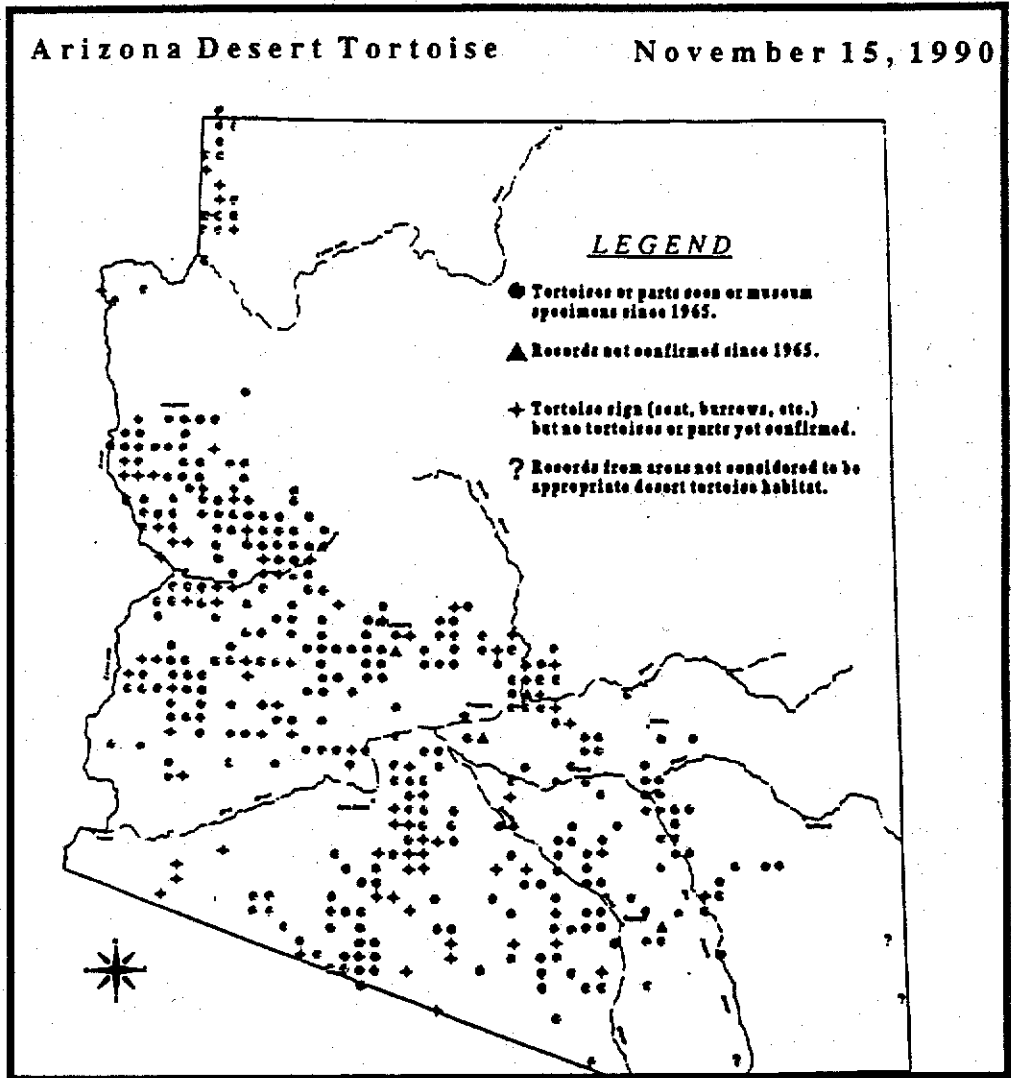 Arizona Desert Tortoise
November 15, 1990
LEGEND
Tortoises or parts seen or museum
specimens since 1965.
Records not confirmed since 1965.
Tortoise sign (scat, burrows, etc.)
but no tortoises or parts yet confirmed.
? Records from areas not considered to be
appropriate desert tortoise habitat.
?
?
?
?